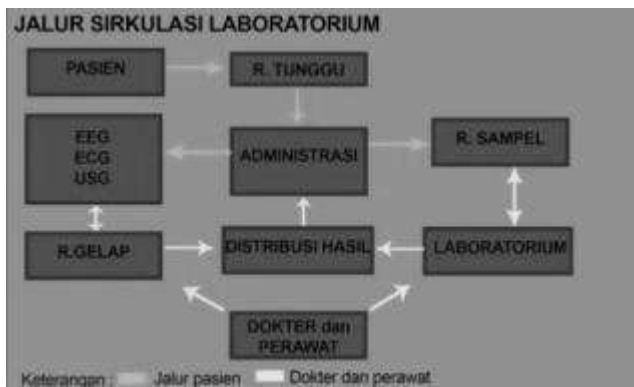 JALUR SIRKULASI LABORATORIUM
PASIEN
R. TUNGGU
EEG
ECG
USG
ADMINISTRASI
R. SAMPEL
R.GELAP
DISTRIBUSI HASIL
LABORATORIUM
DOKTER dan
PERAWAT
Keterangan : Jalur pasien Dokter dan perawat